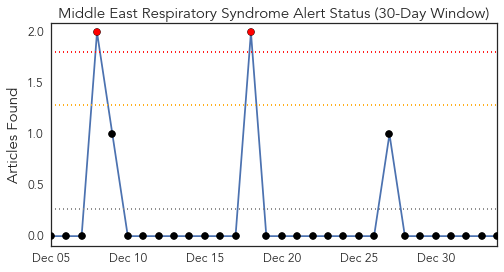 Middle East Respiratory Syndrome Alert Status (30-Day Window)
Articles Found
2.0
1.5
1.0
0.5
0.0
Dec 05 Dec 10 Dec 15 Dec 20 Dec 25 Dec 30